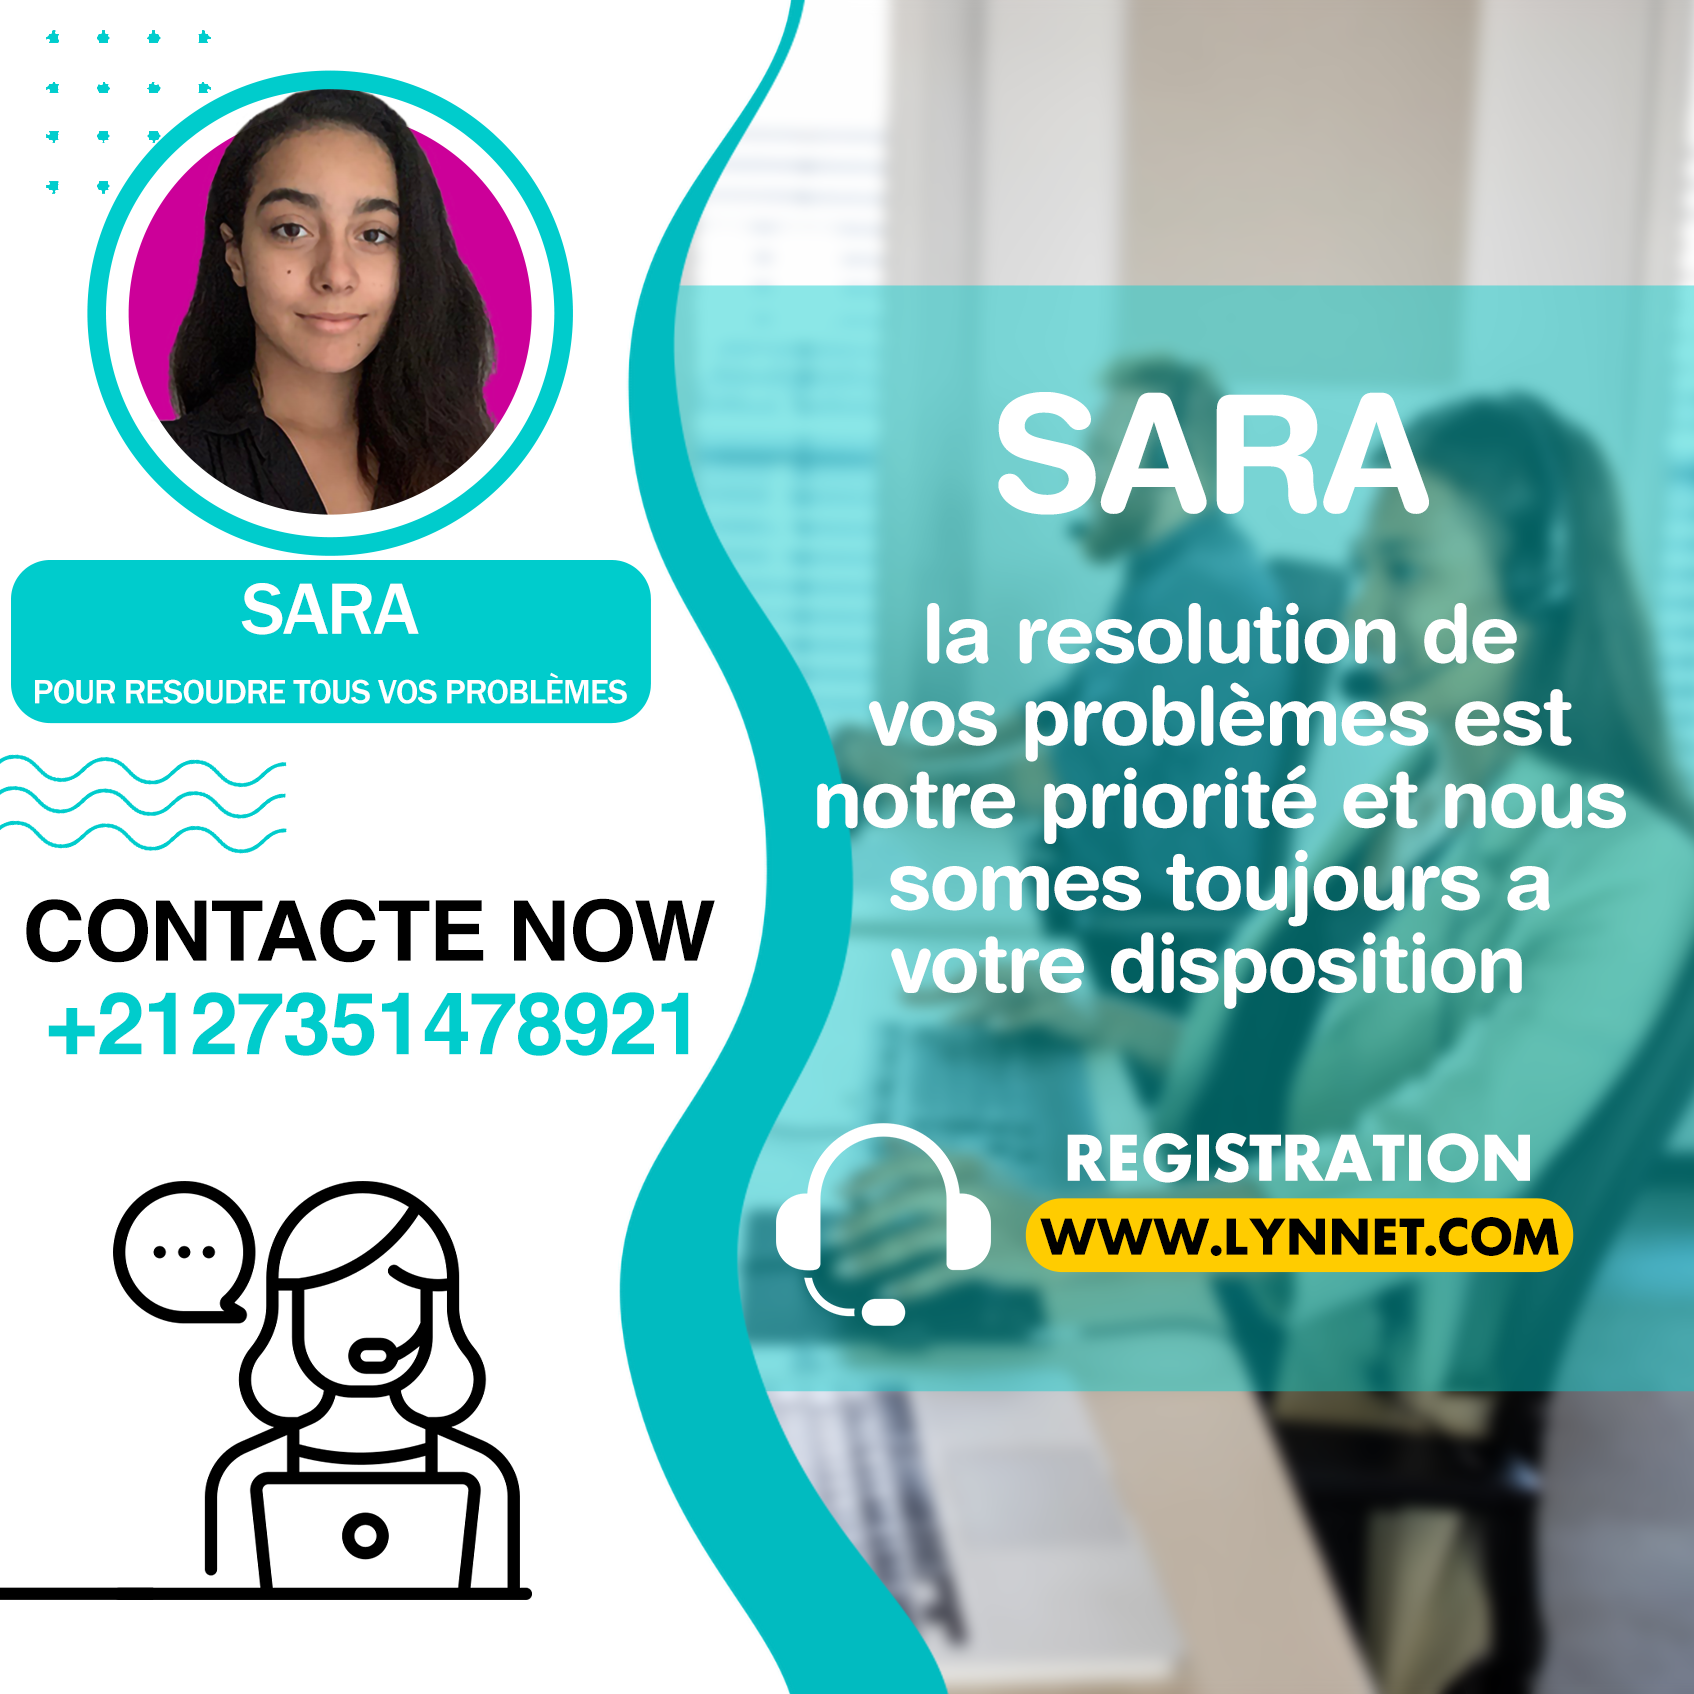 SARA
POUR RESOUDRE TOUS VOS PROBLÈMES
CONTACTE NOW
+2127351478921
SARA
la resolution de
vos problèmes est
notre priorité et nous
somes toujours a
votre disposition
REGISTRATION
WWW.LYNNET.COM